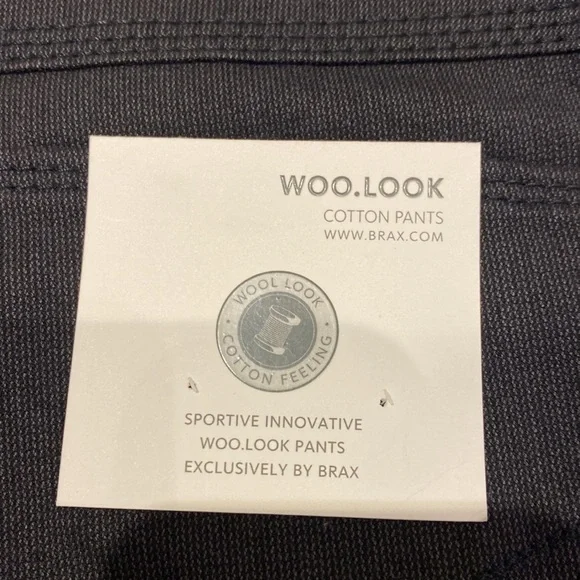 WOO.LOOK
COTTON PANTS
WWW.BRAX.COM
· WOOL LOOK ·
COTTON FEELING
SPORTIVE INNOVATIVE
WOO.LOOK PANTS
EXCLUSIVELY BY BRAX